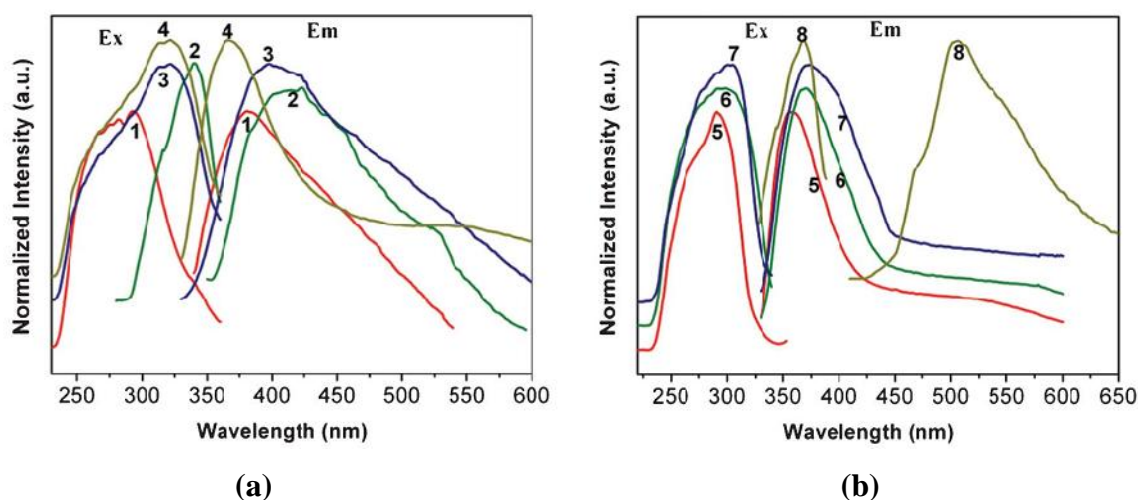 Ex
Em
4 2 4 3
3 1 1 2
Normalized Intensity (a.u.)
250 300 350 400 450 500 550 600
Wavelength (nm)
(a)
Ex
Em
7 8 8
6 7
5 5 6
Normalized Intensity (a.u.)
250 300 350 400 450 500 550 600 650
Wavelength (nm)
(b)